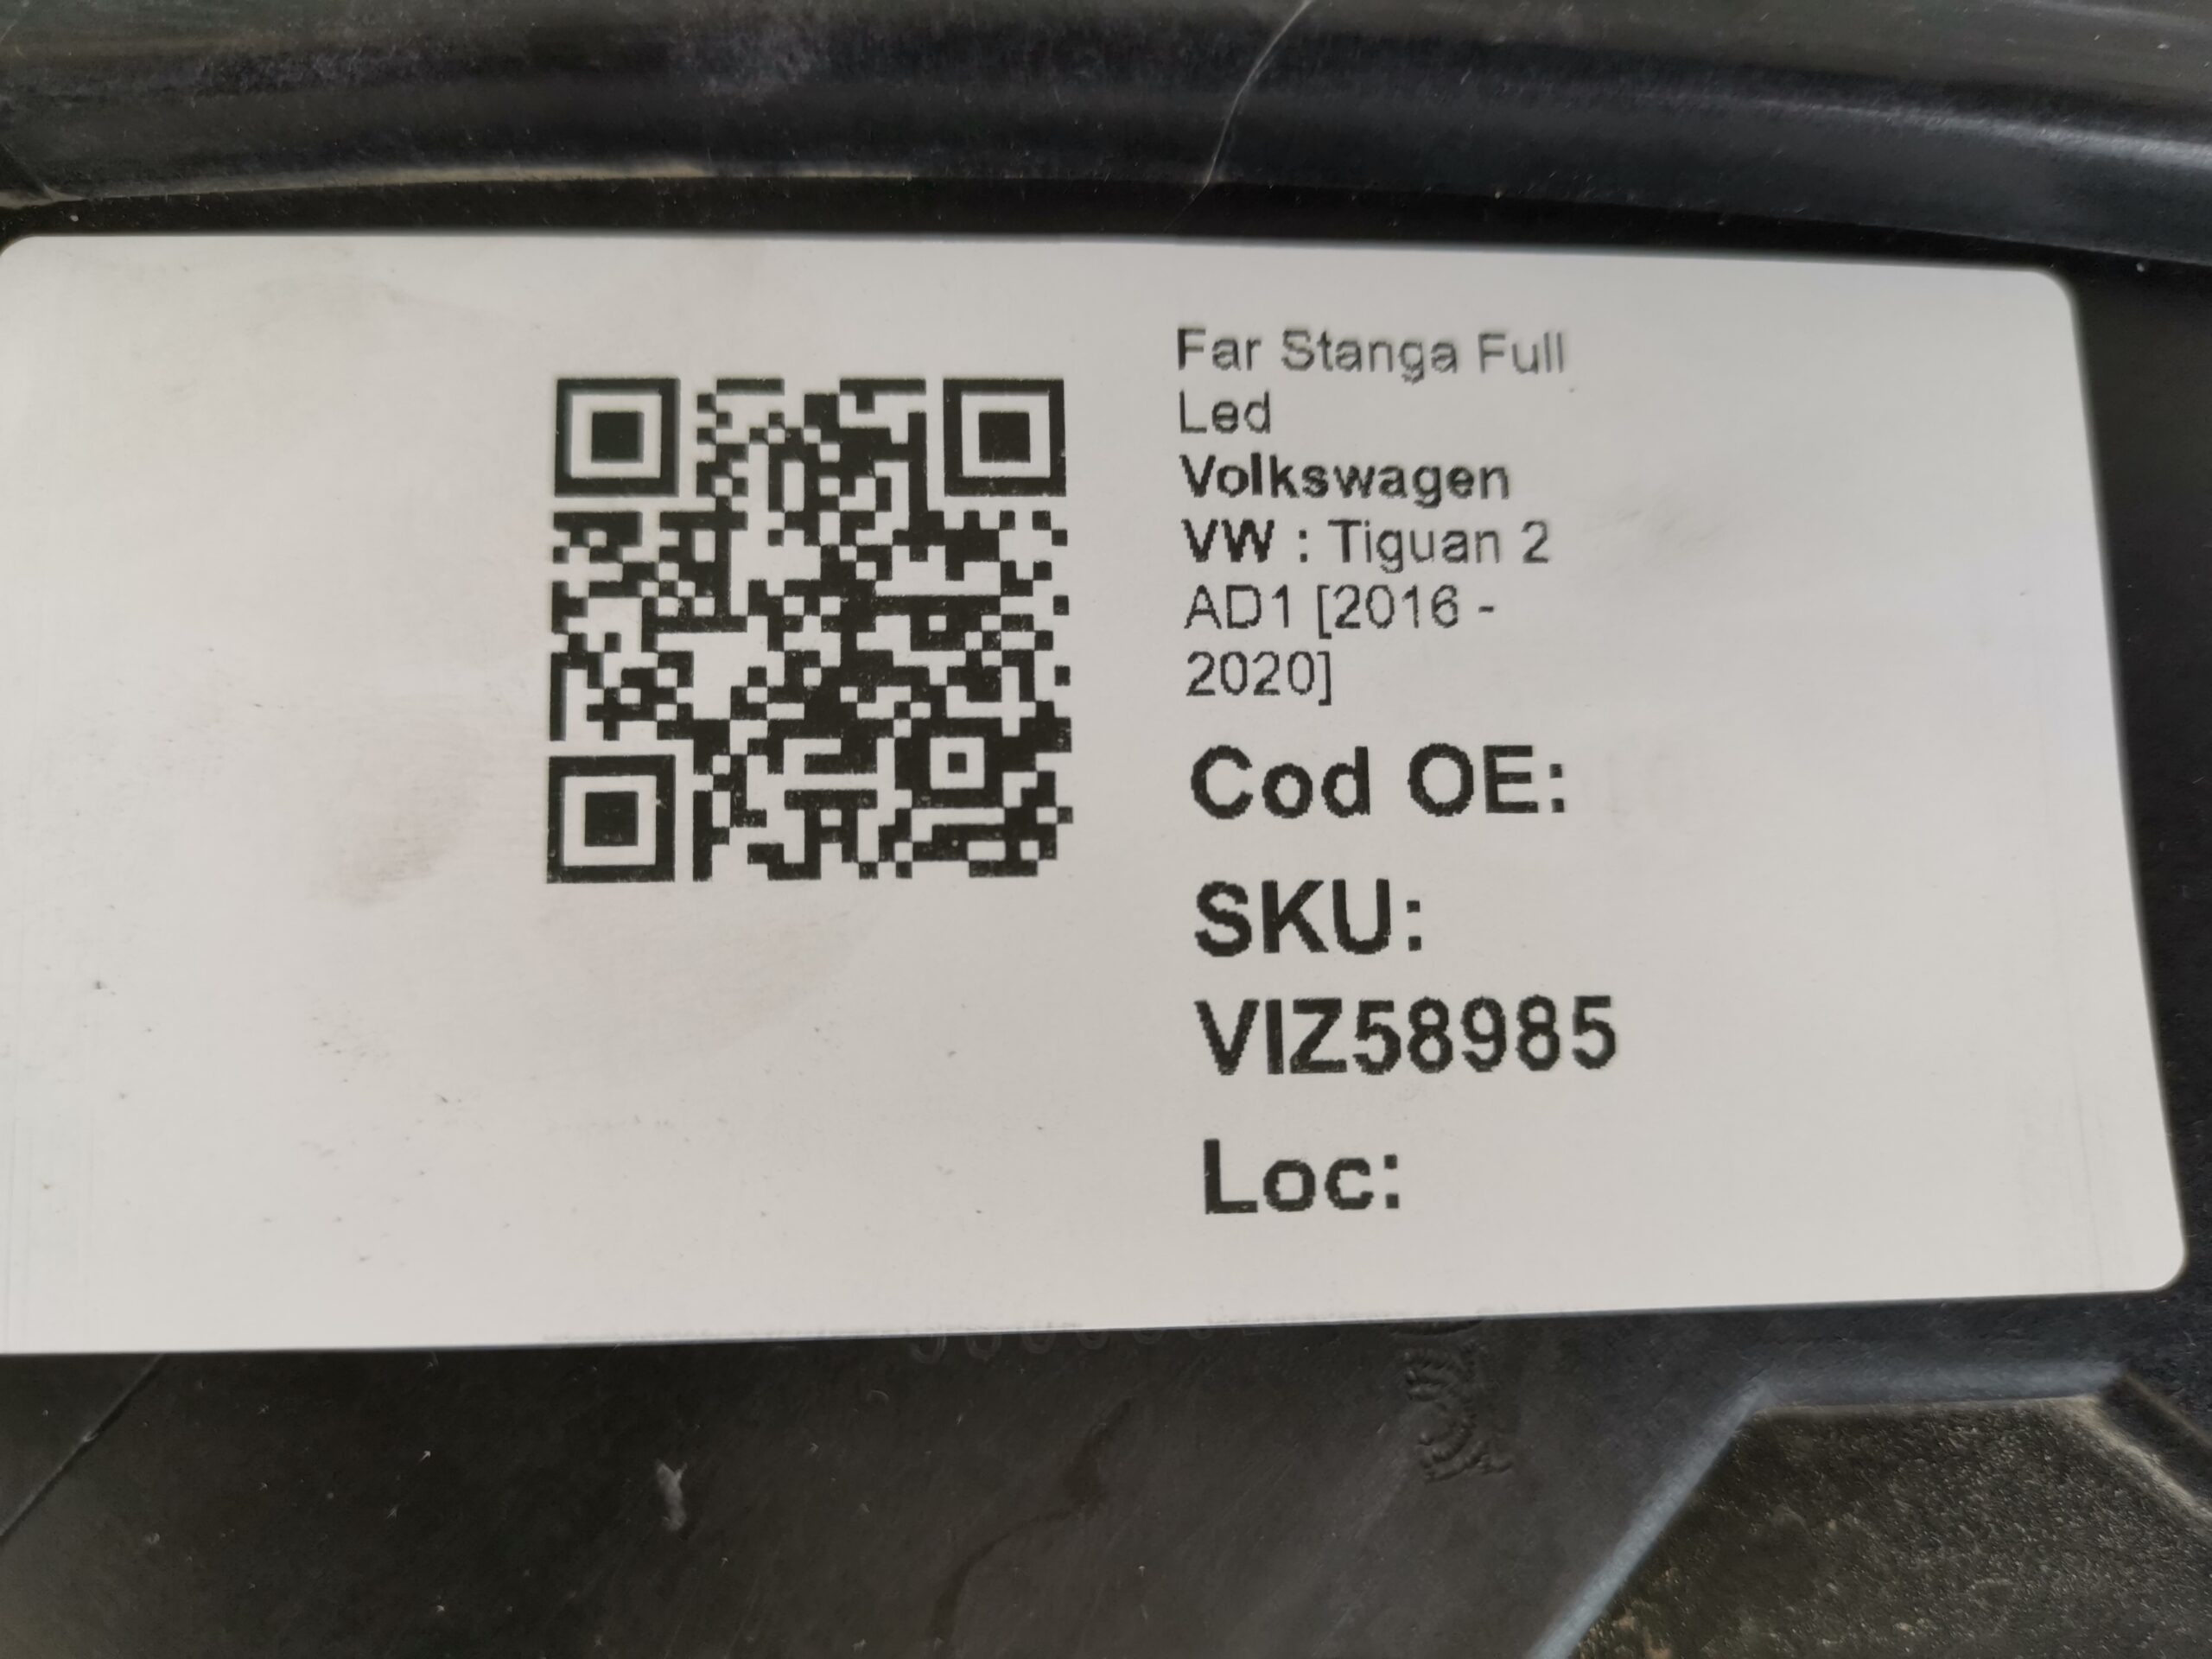 Far Stanga Full
Led
Volkswagen
VW : Tiguan 2
AD1 [2016 -
2020]
Cod OE:
SKU:
VIZ58985
Loc: